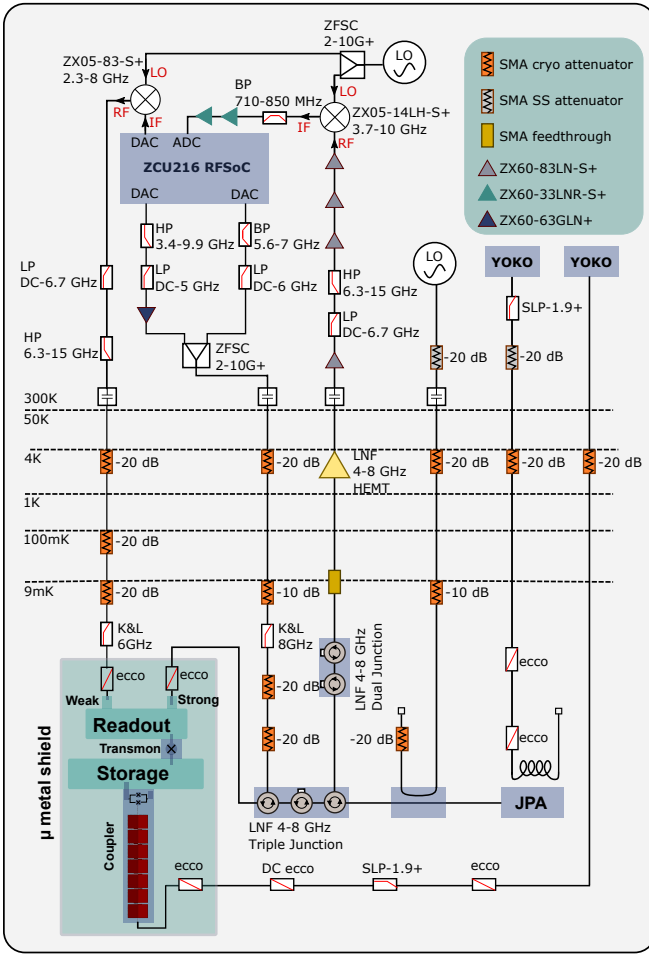 ZFSC
2-10G+
LO
ZX05-83-S+
2.3-8 GHz
LO
RF
IF
BP
710-850 MHz
LO
IF
RF
ZX05-14LH-S+
3.7-10 GHz
DAC
ADC
ZCU216 RFSoC
DAC
DAC
SMA cryo attenuator
SMA SS attenuator
SMA feedthrough
ZX60-83LN-S+
ZX60-33LNR-S+
ZX60-63GLN+
HP
3.4-9.9 GHz
BP
5.6-7 GHz
LP
DC-6.7 GHz
LP
DC-5 GHz
LP
DC-6 GHz
HP
6.3-15 GHz
LP
DC-6.7 GHz
LO
YOKO
YOKO
SLP-1.9+
HP
6.3-15 GHz
ZFSC
2-10G+
-20 dB
-20 dB
300K
50K
4K
-20 dB
-20 dB
LNF
4-8 GHz
HEMT
-20 dB
-20 dB
-20 dB
1K
100mK
-20 dB
9mK
-20 dB
-10 dB
-10 dB
K&L
6GHz
K&L
8GHz
LNF 4-8 GHz
Dual Junction
ecco
ecco
ecco
Weak
Strong
-20 dB
Readout
Transmon
-20 dB
-20 dB
ecco
Storage
μ metal shield
Coupler
JPA
LNF 4-8 GHz
Triple Junction
ecco
DC ecco
SLP-1.9+
ecco